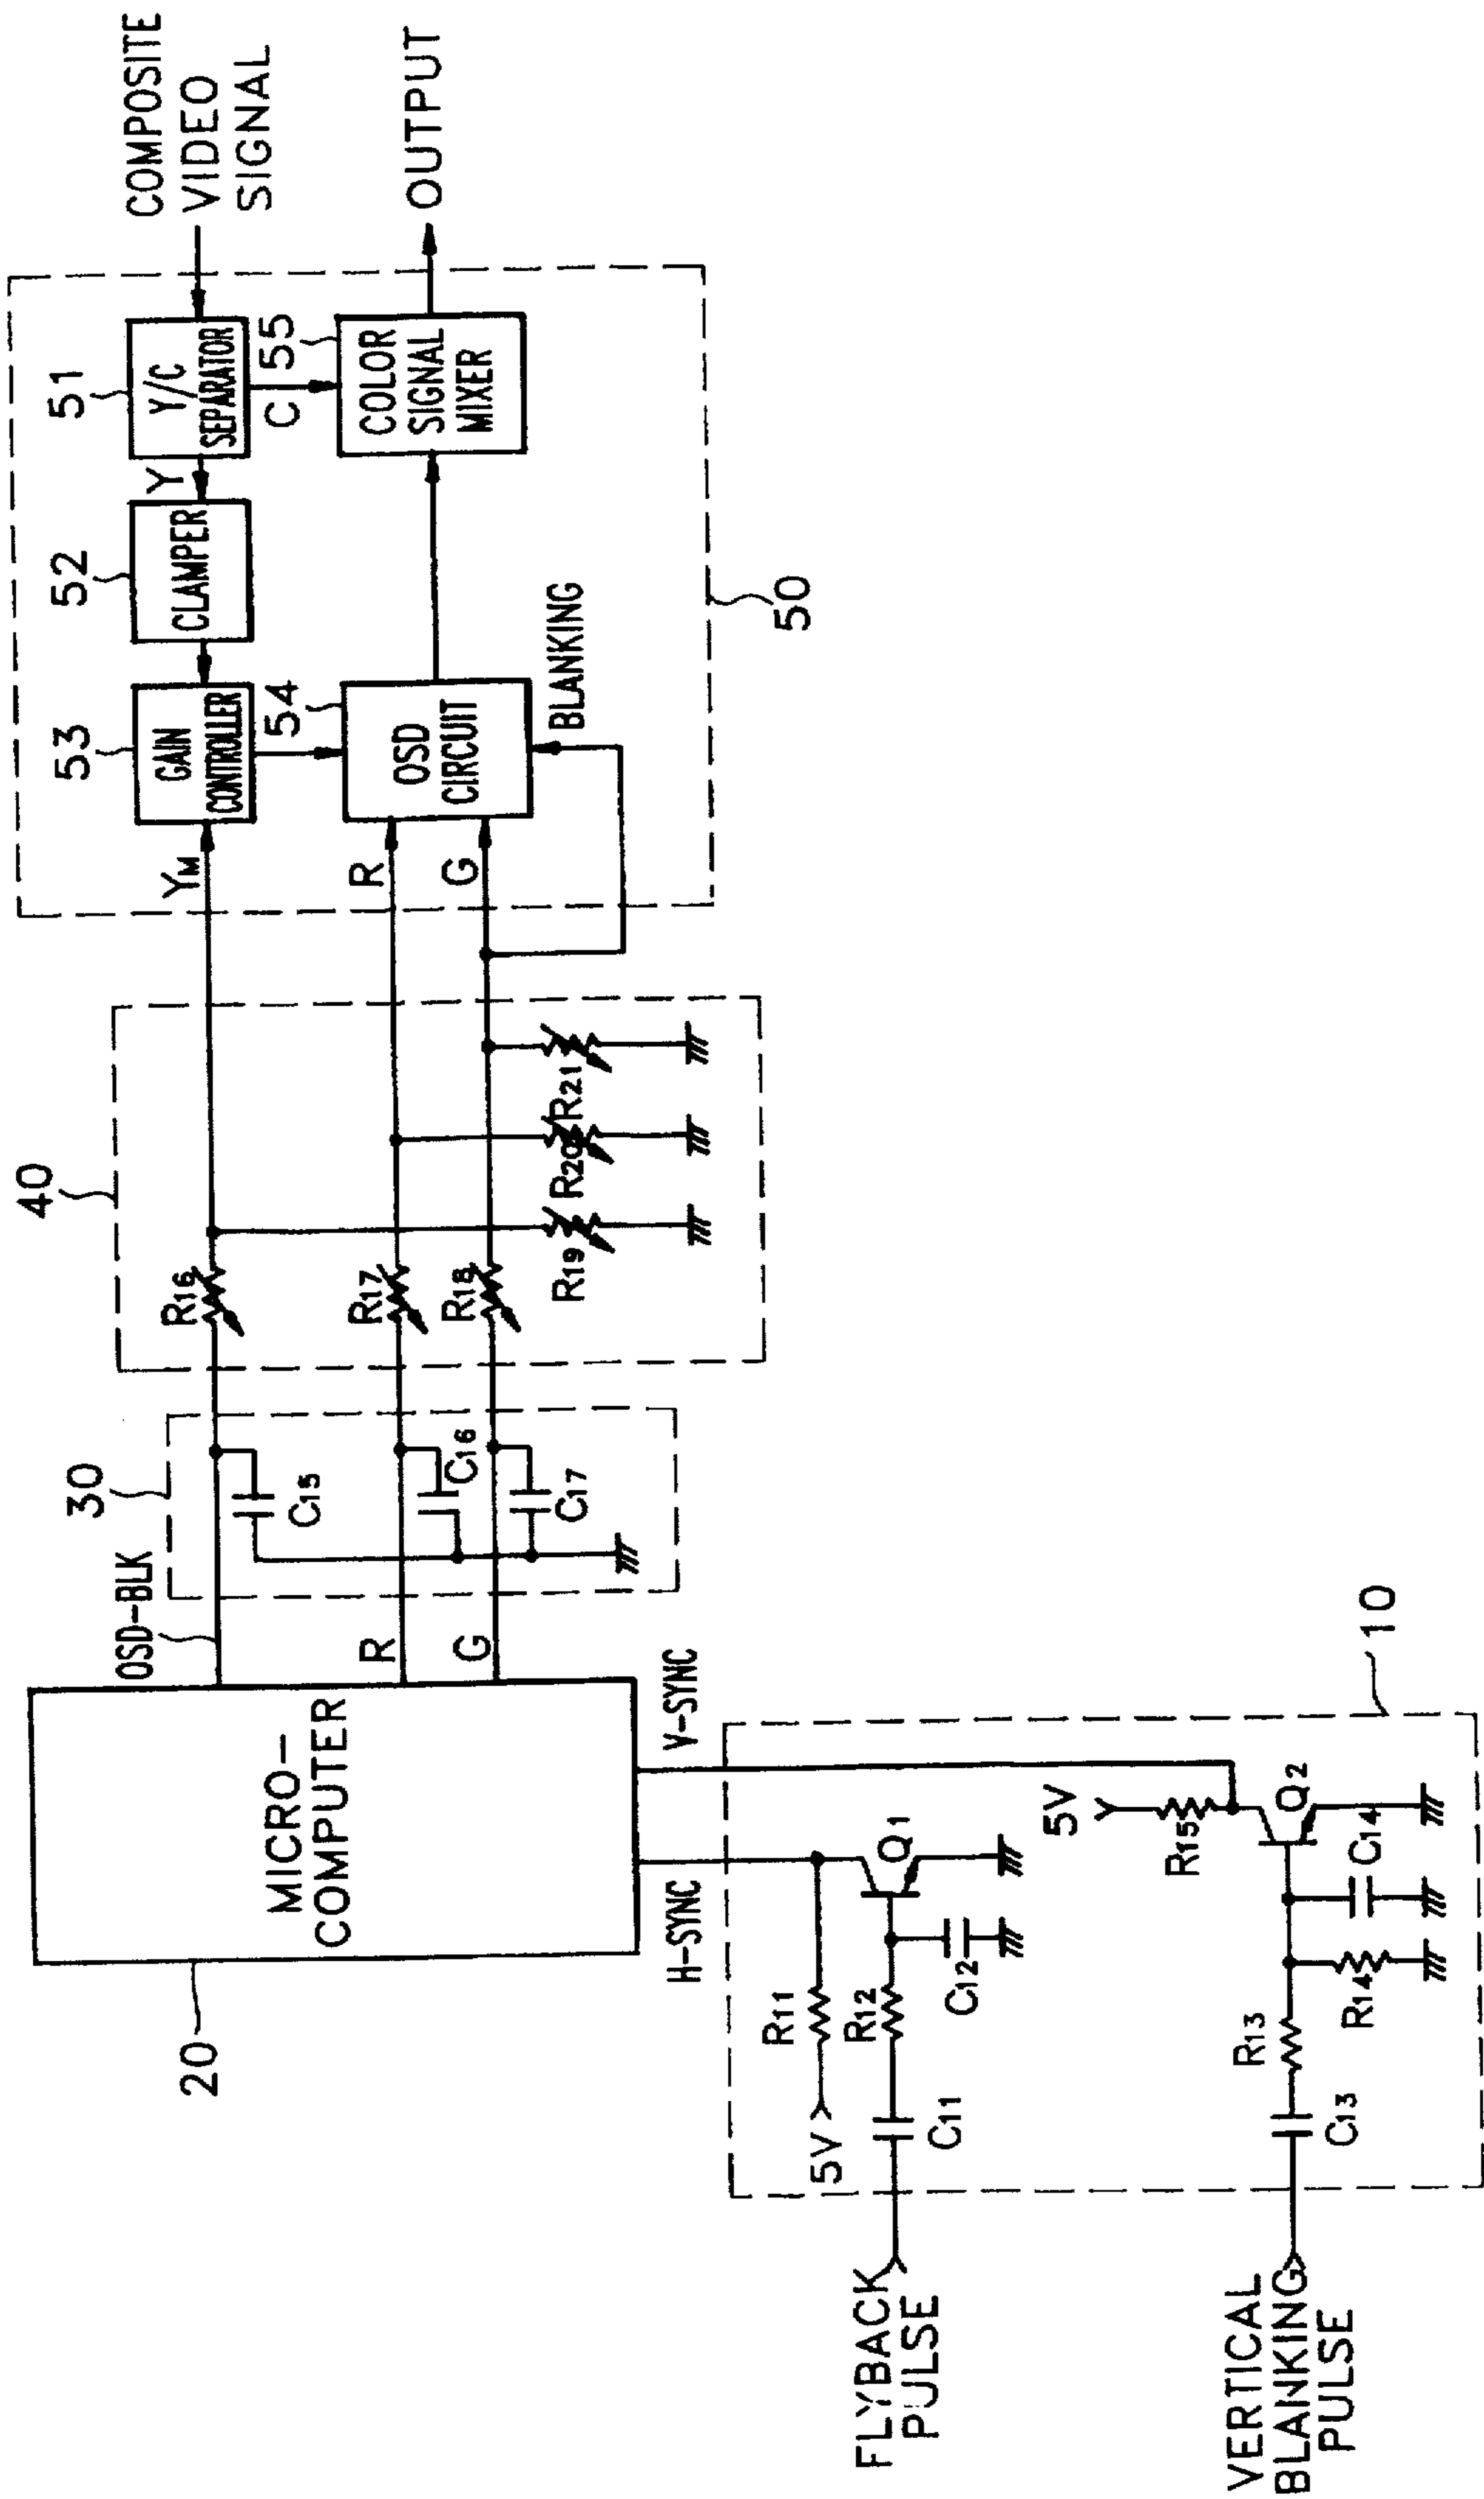 COMPOSITE
VIDEO
SIGNAL
OUTPUT
51
Y/C
SEPARATOR
Y
C
52
CLAMPER
53
GAIN
CONTROLLER
54
OSD
CIRCUIT
BLANKING
55
COLOR
SIGNAL
MIXER
50
YM
R
G
40
R16
R17
R18
R19
R20
R21
30
C15
C16
C17
OSD-BLK
R
G
MICRO-
COMPUTER
20
H-SYNC
V-SYNC
10
5V
R11
Q1
R12
C12
C11
FLYBACK
PULSE
5V
R15
Q2
C14
R14
R13
C13
VERTICAL
BLANKING
PULSE